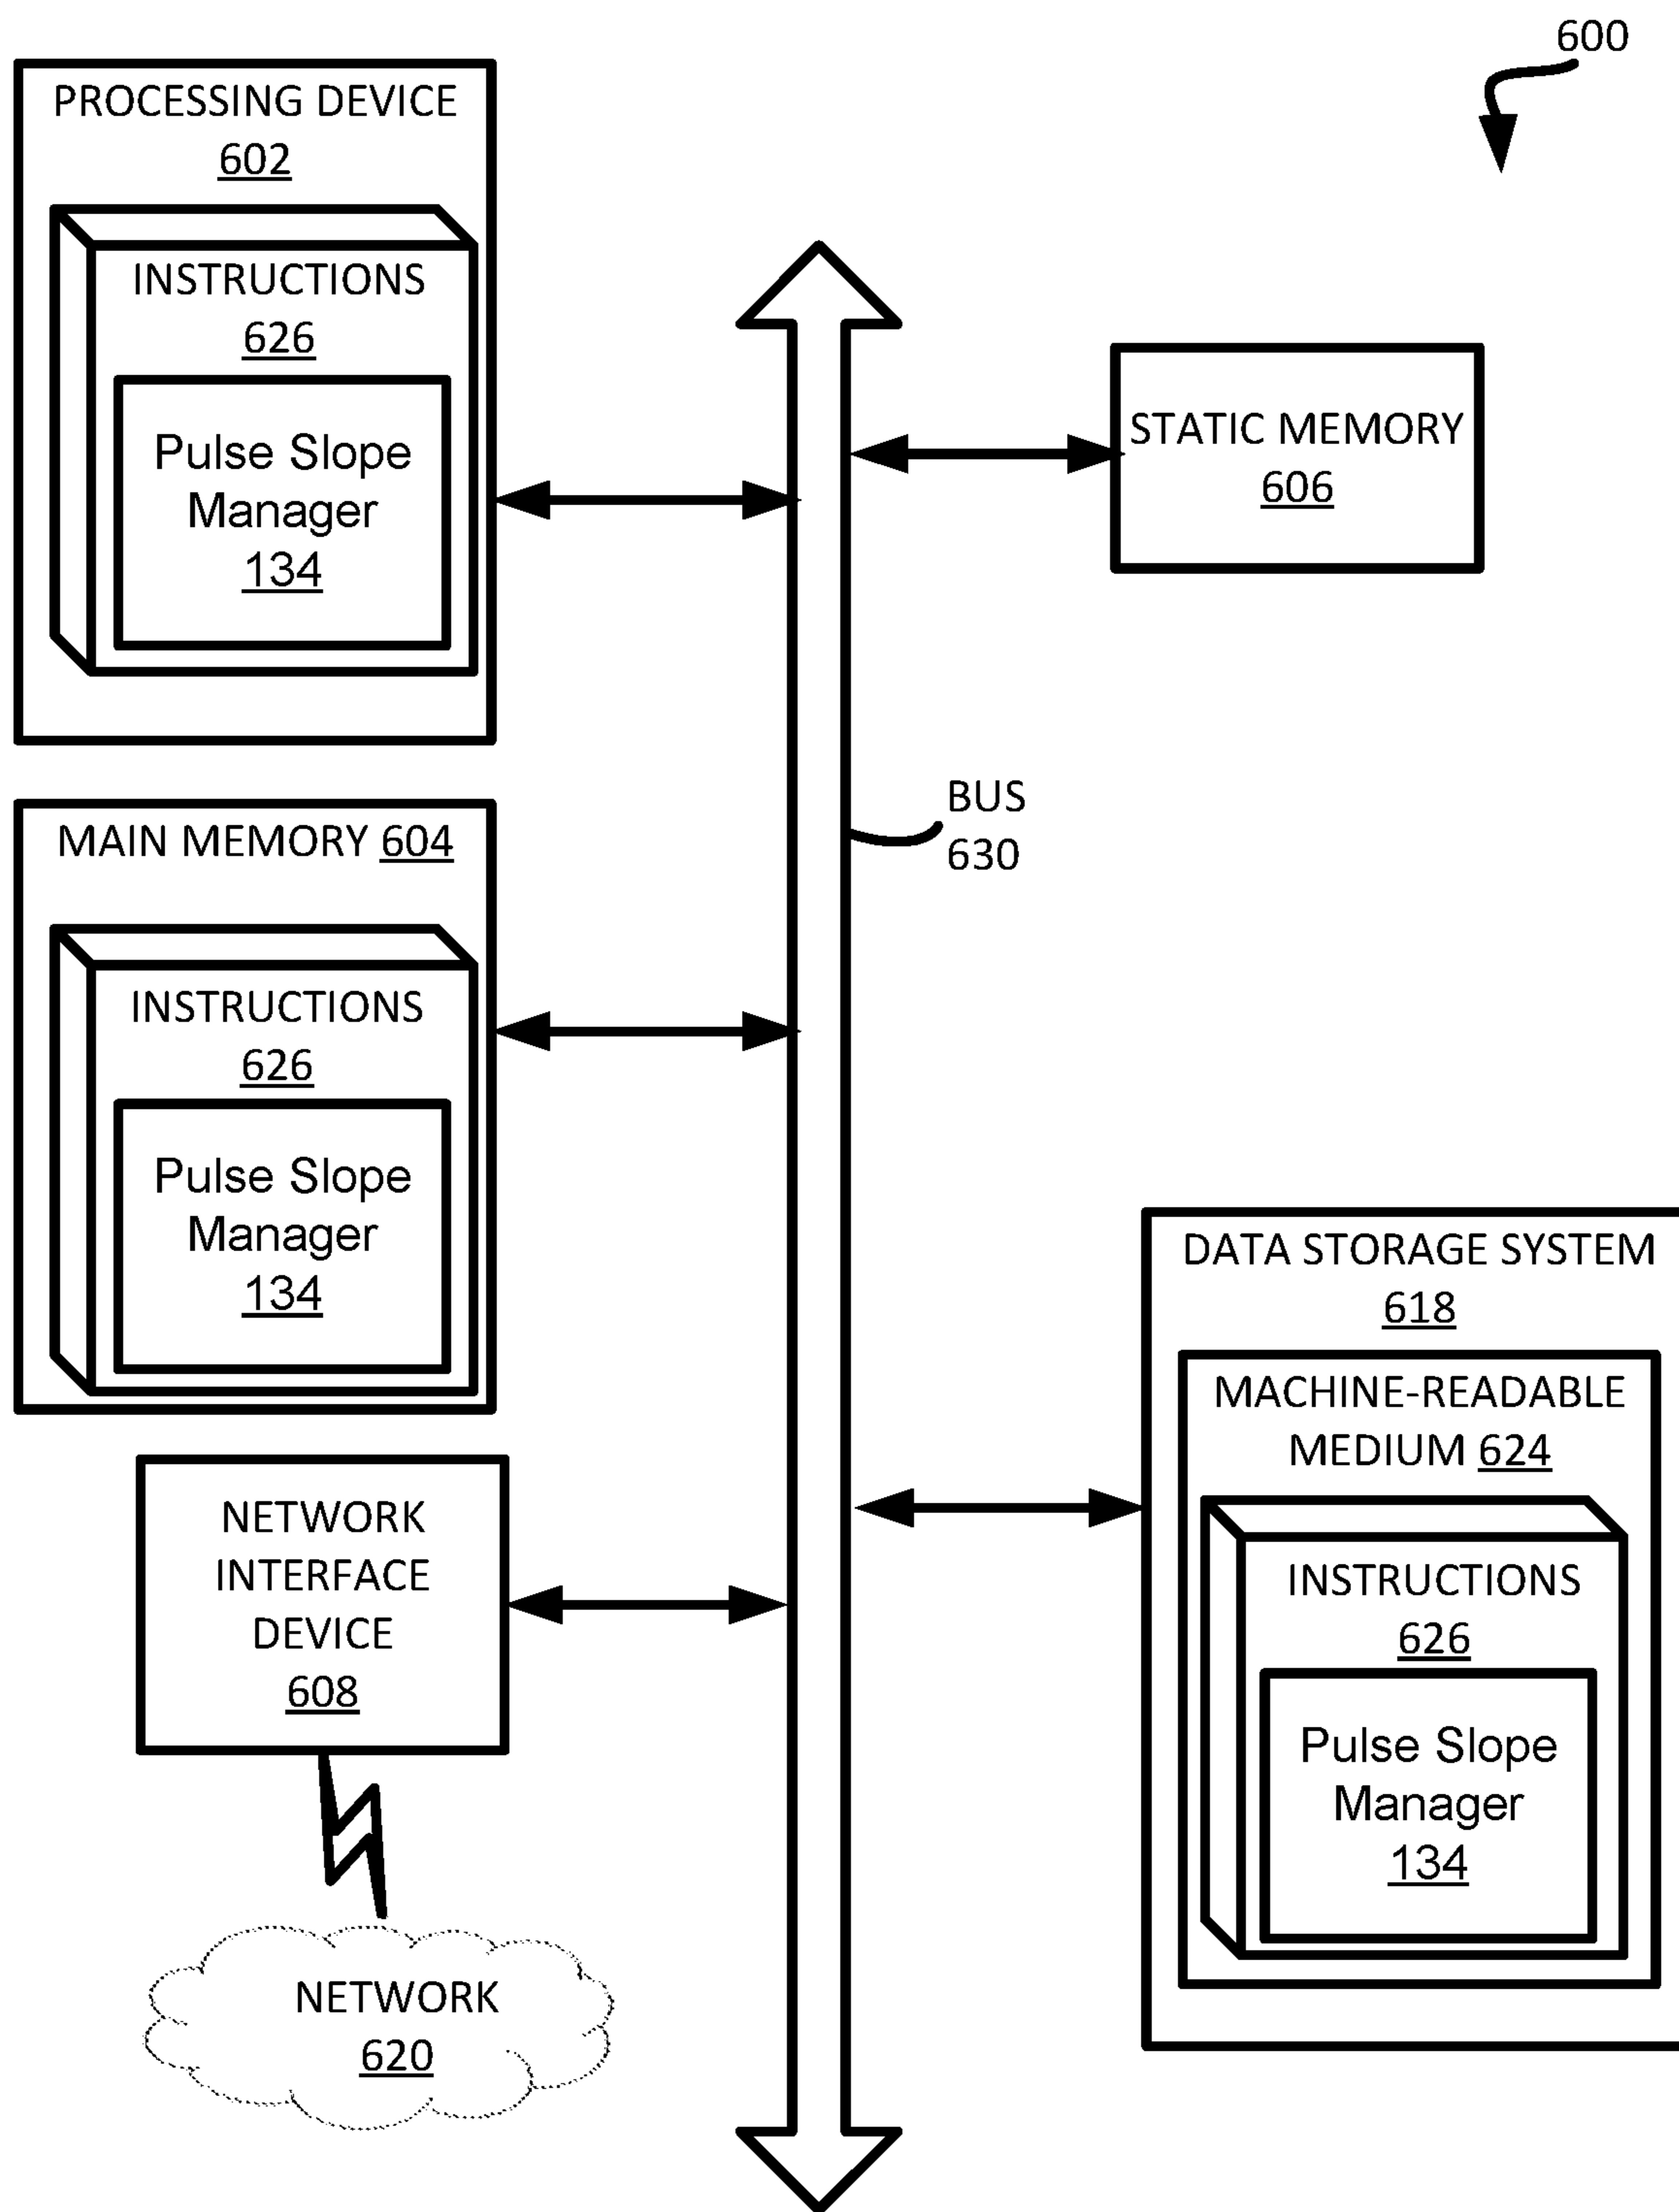 600
PROCESSING DEVICE
602
INSTRUCTIONS
626
Pulse Slope
Manager
134
STATIC MEMORY
606
BUS
630
MAIN MEMORY 604
INSTRUCTIONS
626
Pulse Slope
Manager
134
DATA STORAGE SYSTEM
618
MACHINE-READABLE
MEDIUM 624
INSTRUCTIONS
626
Pulse Slope
Manager
134
NETWORK
INTERFACE
DEVICE
608
NETWORK
620